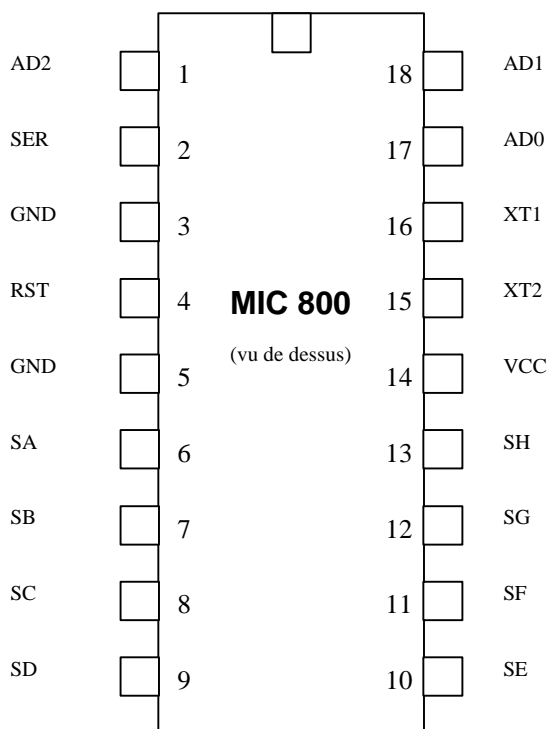 AD2 1 18 AD1
SER 2 17 AD0
GND 3 16 XT1
RST 4 MIC 800 15 XT2
(vu de dessus)
GND 5 14 VCC
SA 6 13 SH
SB 7 12 SG
SC 8 11 SF
SD 9 10 SE